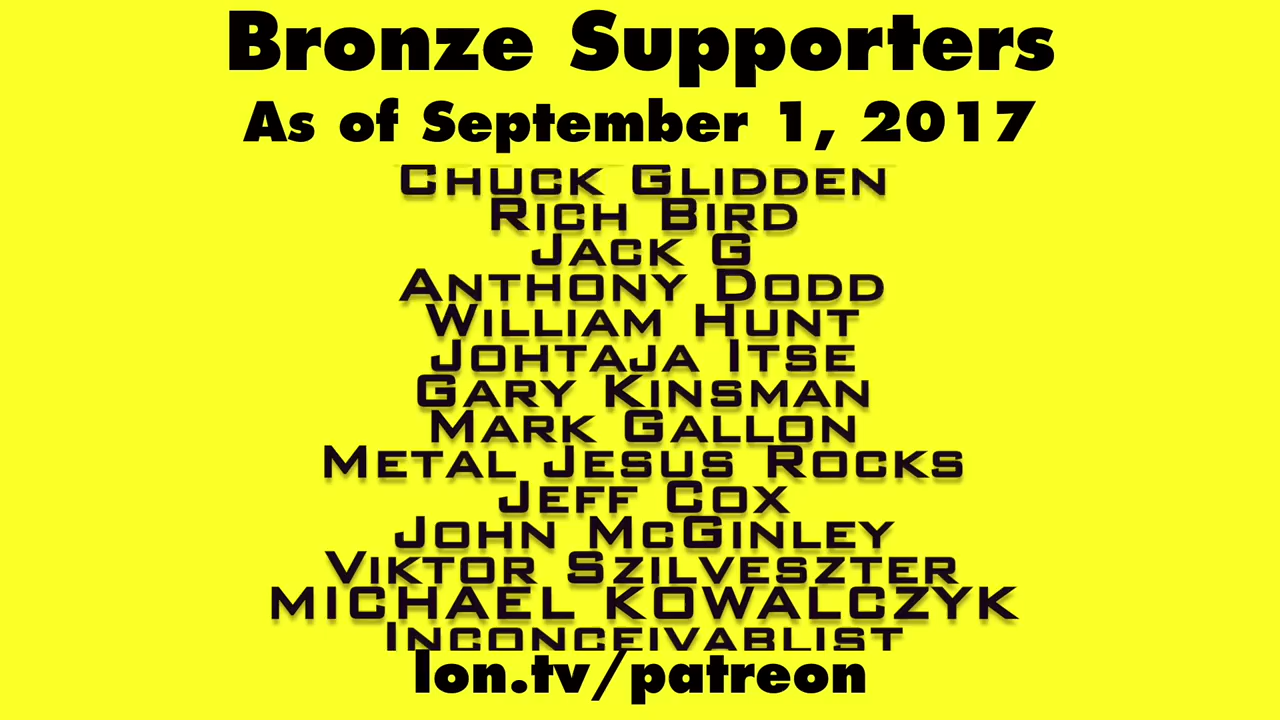 Bronze Supporters
As of September 1, 2017
Chuck Glidden
Rich Bird
Jack G
Anthony Dodd
William Hunt
Johtaja Itse
Gary Kinsman
Mark Gallon
Metal Jesus Rocks
Jeff Cox
John McGinley
Viktor Szilveszter
MICHAEL KOWALCZYK
Inconceivablist
lon.tv/patreon